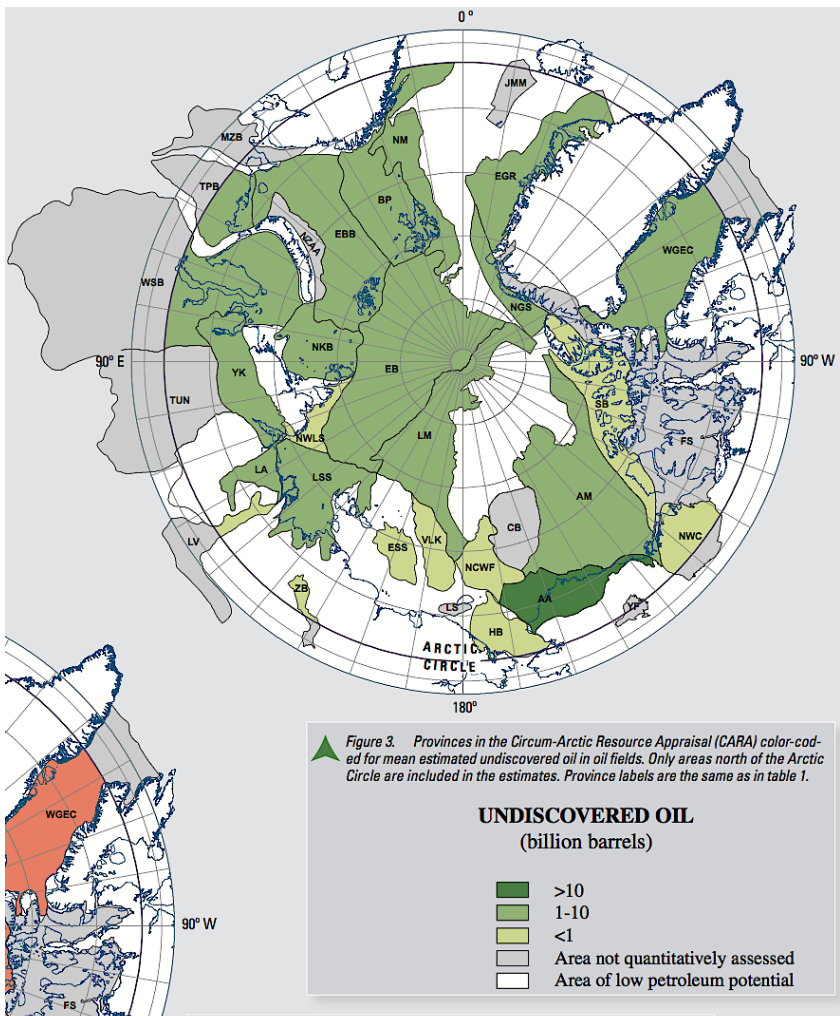 0°
JMM
MZB
NM
TPB
EGR
BP
EBB
NZAA
WGEC
WSB
NGS
NKB
90° E
EB
90° W
YK
TUN
SB
LM
FS
NWLS
LA
LSS
AM
CB
LV
ESS
VLK
NWC
NCWF
ZB
AA
LS
YF
HB
ARCTIC
CIRCLE
180°
Figure 3. Provinces in the Circum-Arctic Resource Appraisal (CARA) color-cod-
ed for mean estimated undiscovered oil in oil fields. Only areas north of the Arctic
Circle are included in the estimates. Province labels are the same as in table 1.
WGEC
UNDISCOVERED OIL
(billion barrels)
>10
1-10
90° W
<1
Area not quantitatively assessed
Area of low petroleum potential
FS